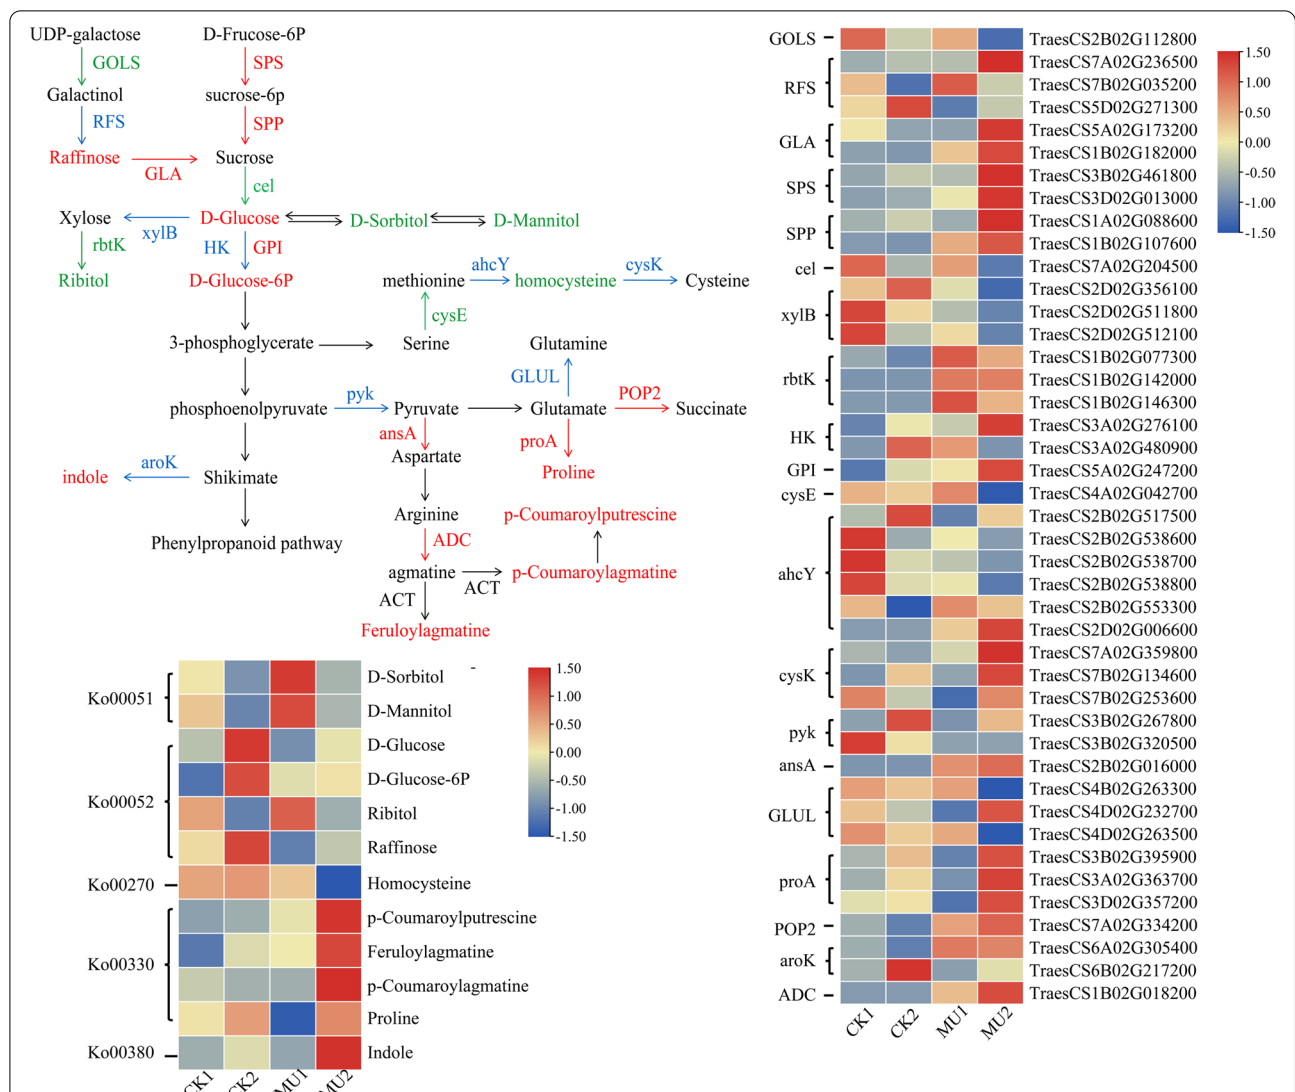 UDP-galactose D-Frucose-6P
GOLS SPS
Galactinol sucrose-6p
RFS SPP
Raffinose GLA Sucrose
cel
Xylose xylB D-Glucose D-Sorbitol D-Mannitol
rbtK HK GPI
Ribitol D-Glucose-6P methionine ahcY homocysteine cysK Cysteine
cysE
3-phosphoglycerate Serine Glutamine
GLUL
phosphoenolpyruvate pyk Pyruvate Glutamate POP2 Succinate
ansA proA
Aspartate
indole aroK Shikimate Proline
Arginine p-Coumaroylputrescine
ADC
Phenylpropanoid pathway
agmatine ACT p-Coumaroylagmatine
ACT
Feruloylagmatine
Ko00051
D-Sorbitol
D-Mannitol
Ko00052
D-Glucose
D-Glucose-6P
Ribitol
Raffinose
Ko00270
Homocysteine
Ko00330
p-Coumaroylputrescine
Feruloylagmatine
p-Coumaroylagmatine
Proline
Ko00380
Indole
CK1 CK2 MU1 MU2
1.50
1.00
0.50
0.00
-0.50
-1.00
-1.50
GOLS TraesCS2B02G112800
RFS
TraesCS7A02G236500
TraesCS7B02G035200
TraesCS5D02G271300
GLA
TraesCS5A02G173200
TraesCS1B02G182000
SPS
TraesCS3B02G461800
TraesCS3D02G013000
SPP
TraesCS1A02G088600
TraesCS1B02G107600
cel TraesCS7A02G204500
xylB
TraesCS2D02G356100
TraesCS2D02G511800
TraesCS2D02G512100
rbtK
TraesCS1B02G077300
TraesCS1B02G142000
TraesCS1B02G146300
HK
TraesCS3A02G276100
TraesCS3A02G480900
GPI TraesCS5A02G247200
cysE TraesCS4A02G042700
ahcY
TraesCS2B02G517500
TraesCS2B02G538600
TraesCS2B02G538700
TraesCS2B02G538800
TraesCS2B02G553300
TraesCS2D02G006600
cysK
TraesCS7A02G359800
TraesCS7B02G134600
TraesCS7B02G253600
pyk
TraesCS3B02G267800
TraesCS3B02G320500
ansA TraesCS2B02G016000
GLUL
TraesCS4B02G263300
TraesCS4D02G232700
TraesCS4D02G263500
proA
TraesCS3B02G395900
TraesCS3A02G363700
TraesCS3D02G357200
POP2 TraesCS7A02G334200
aroK
TraesCS6A02G305400
TraesCS6B02G217200
ADC TraesCS1B02G018200
CK1 CK2 MU1 MU2
1.50
1.00
0.50
0.00
-0.50
-1.00
-1.50